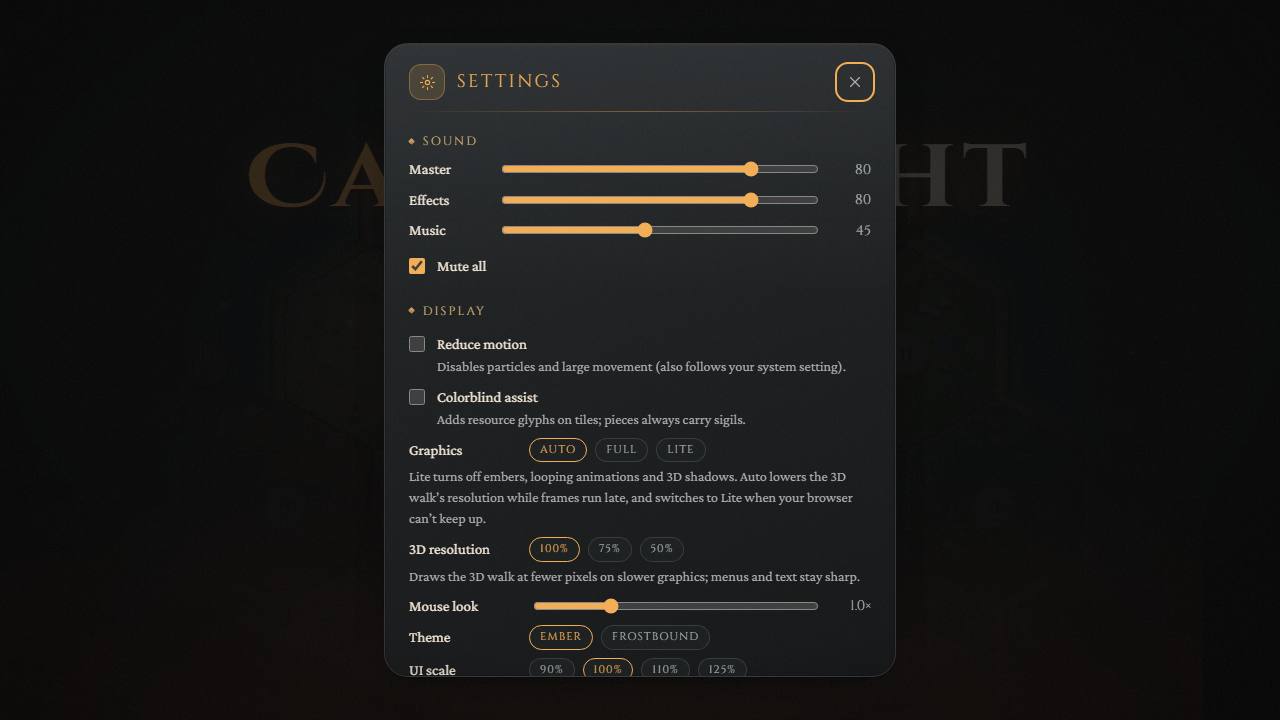 SETTINGS
SOUND
Master 80
Effects 80
Music 45
Mute all
DISPLAY
Reduce motion
Disables particles and large movement (also follows your system setting).
Colorblind assist
Adds resource glyphs on tiles; pieces always carry sigils.
Graphics AUTO FULL LITE
Lite turns off embers, looping animations and 3D shadows. Auto lowers the 3D
walk's resolution while frames run late, and switches to Lite when your browser
can't keep up.
3D resolution 100% 75% 50%
Draws the 3D walk at fewer pixels on slower graphics; menus and text stay sharp.
Mouse look 1.0×
Theme EMBER FROSTBOUND
UI scale 90% 100% 110% 125%